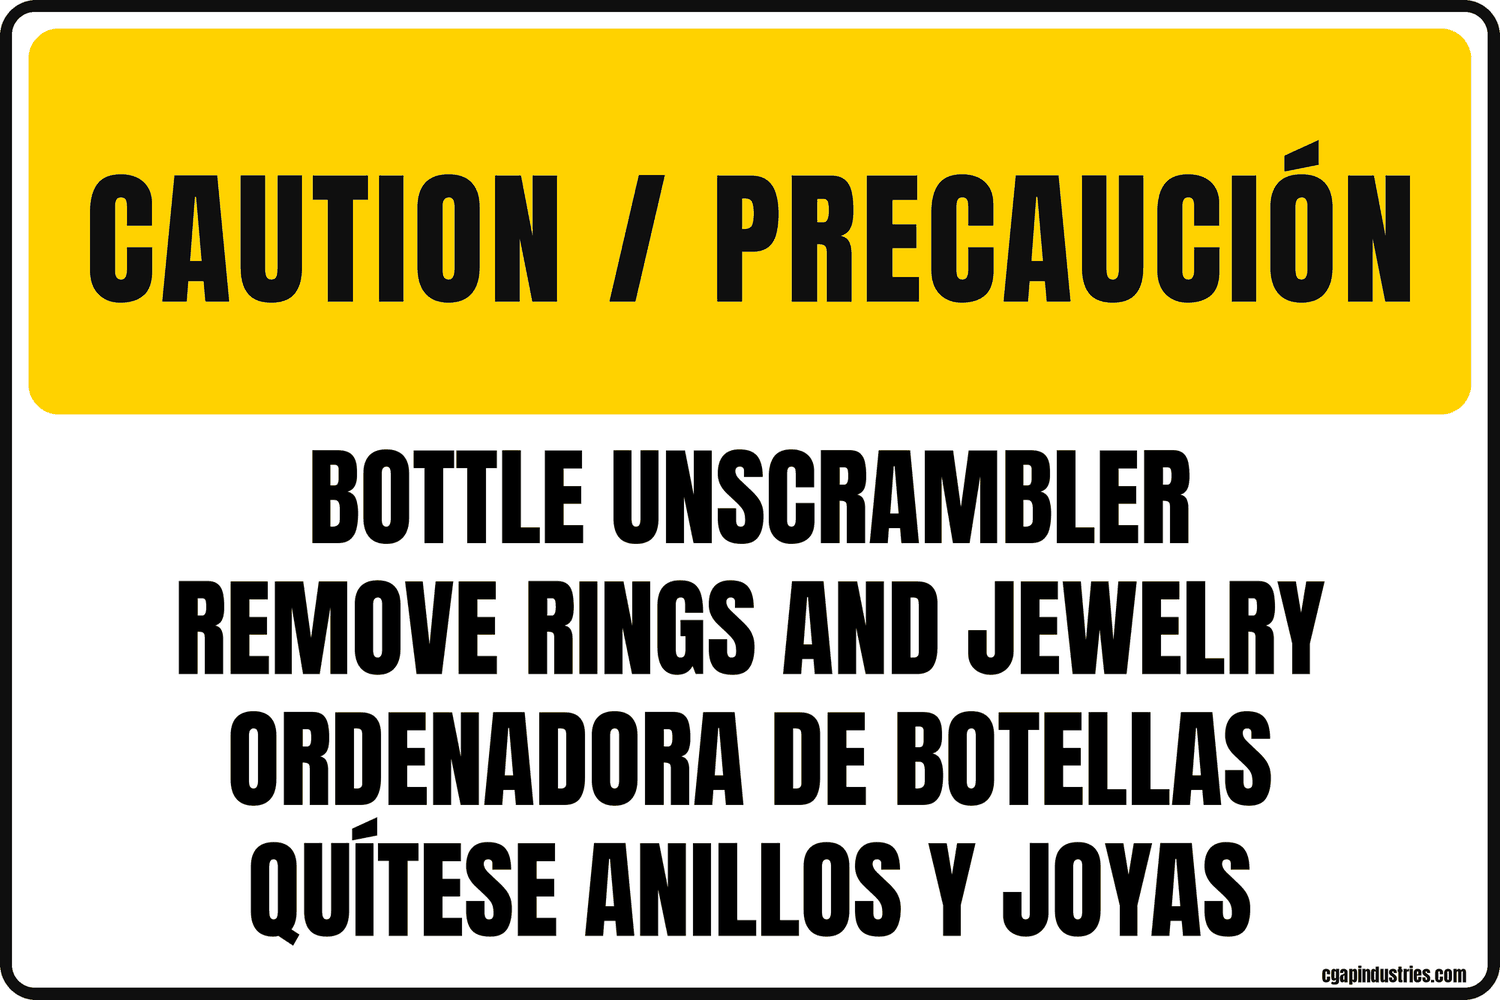 CAUTION / PRECAUCIÓN
BOTTLE UNSCRAMBLER
REMOVE RINGS AND JEWELRY
ORDENADORA DE BOTELLAS
QUÍTESE ANILLOS Y JOYAS
cgapindustries.com